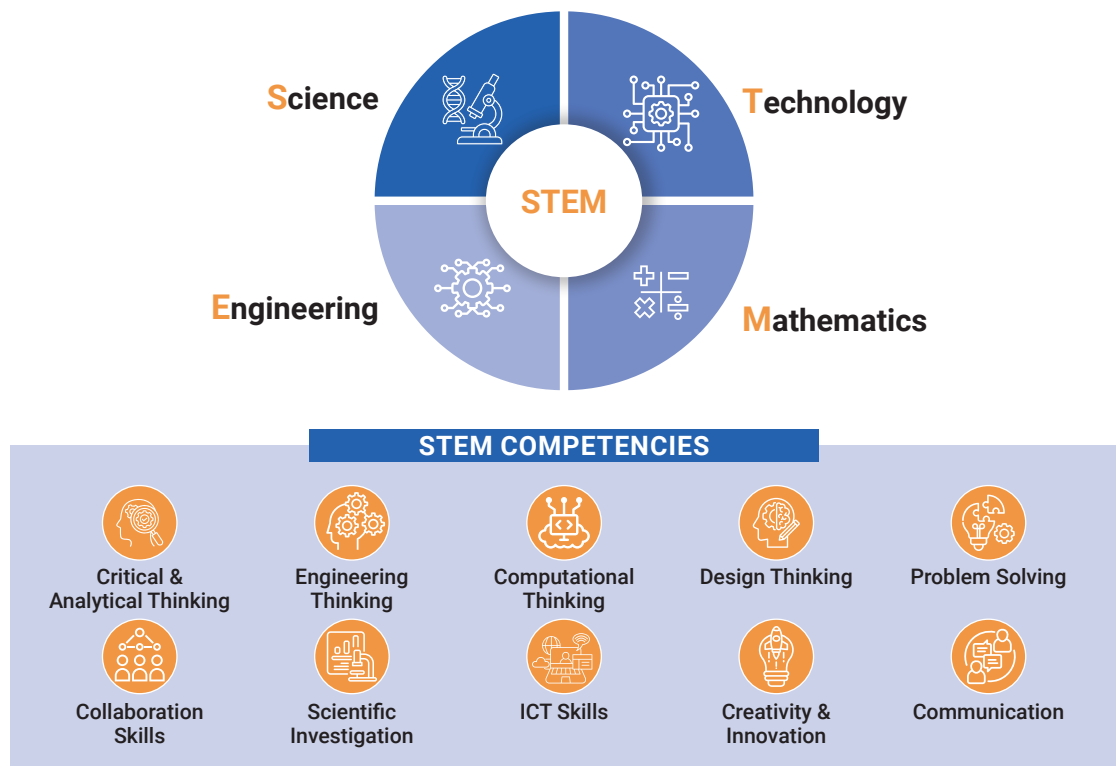 Science
Technology
STEM
Engineering
Mathematics
STEM COMPETENCIES
Critical &
Analytical Thinking
Engineering
Thinking
Computational
Thinking
Design Thinking
Problem Solving
Collaboration
Skills
Scientific
Investigation
ICT Skills
Creativity &
Innovation
Communication